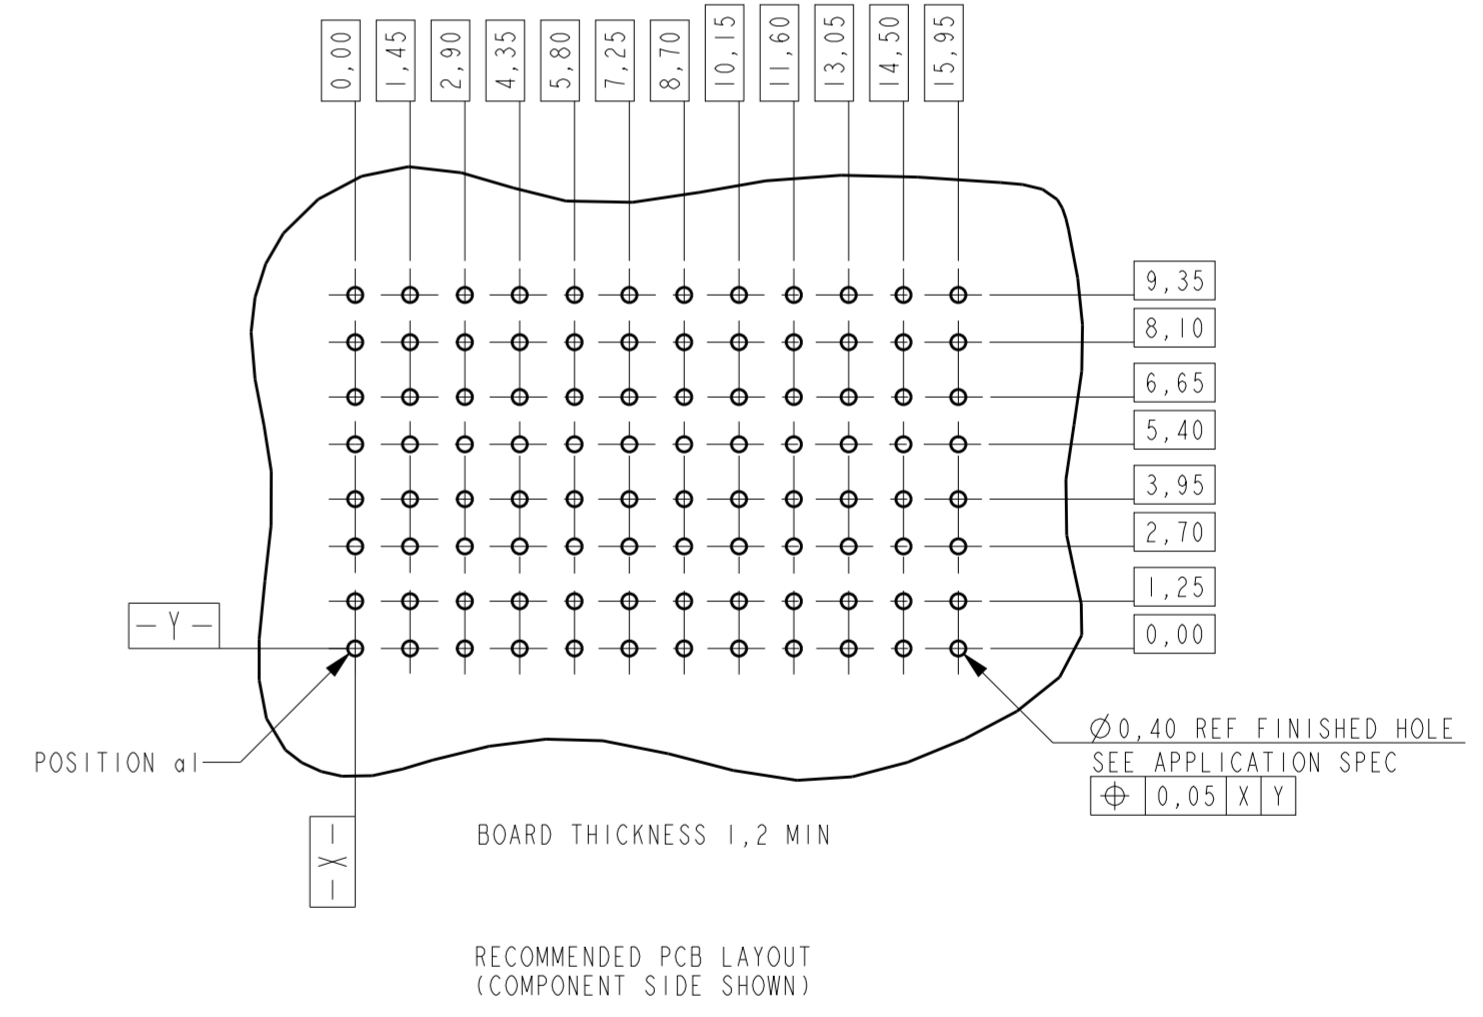 0,00
1,45
2,90
4,35
5,80
7,25
8,70
10,15
11,60
13,05
14,50
15,95
9,35
8,10
6,65
5,40
3,95
2,70
1,25
0,00
– Y –
POSITION a1
Ø0,40 REF FINISHED HOLE
SEE APPLICATION SPEC
⌖ 0,05 X Y
BOARD THICKNESS 1,2 MIN
– X –
RECOMMENDED PCB LAYOUT
(COMPONENT SIDE SHOWN)